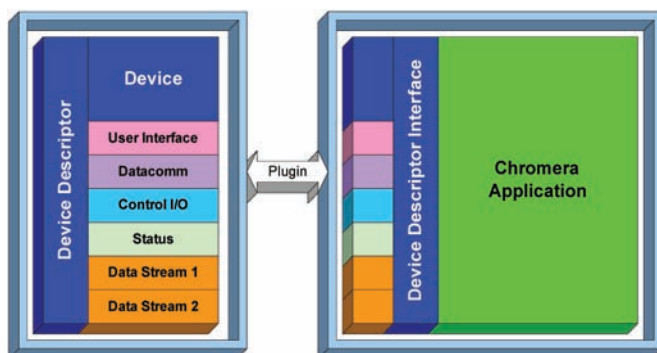 Device Descriptor
Device
User Interface
Datacomm
Control I/O
Status
Data Stream 1
Data Stream 2
Plugin
Device Descriptor Interface
Chromera
Application